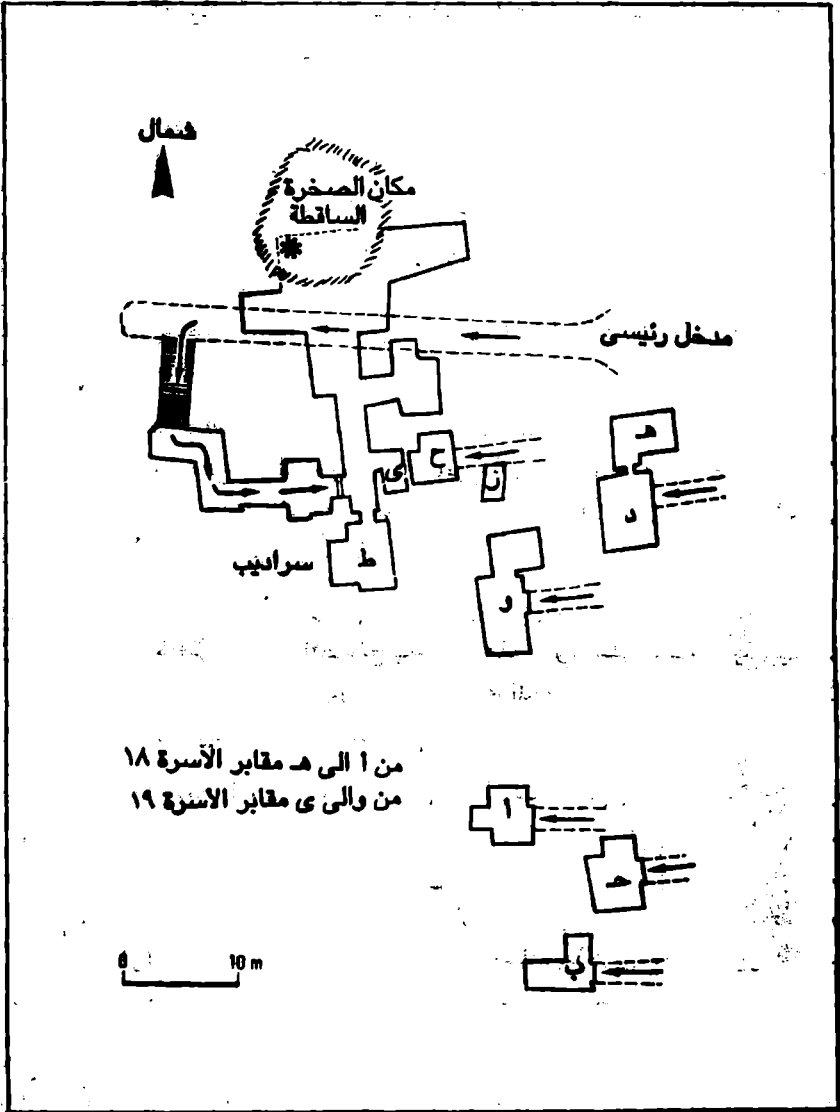 شمال
مكان الصخرة
الساقطة
مدخل رئيسى
هـ
ح
ى
ز
د
سراديب
ط
و
من أ الى هـ مقابر الأسرة ١٨
من و الى ى مقابر الأسرة ١٩
أ
جـ
ب
0 10 m